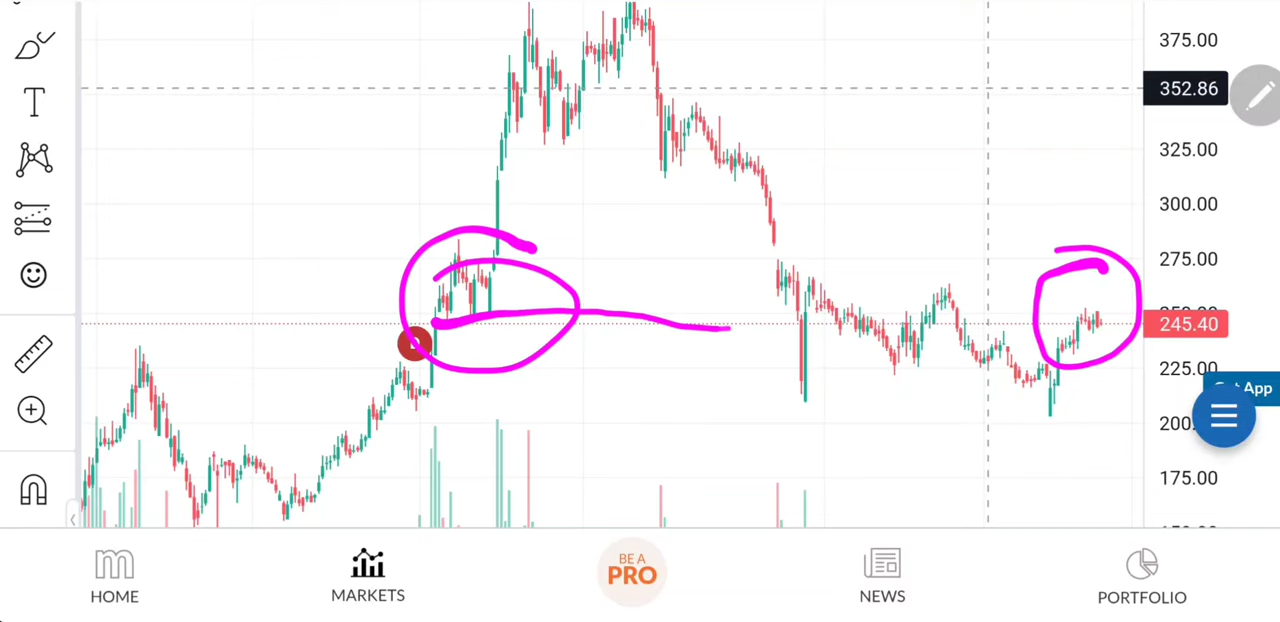 T
375.00
352.86
325.00
300.00
275.00
245.40
225.00
175.00
HOME
MARKETS
BE A
PRO
NEWS
PORTFOLIO